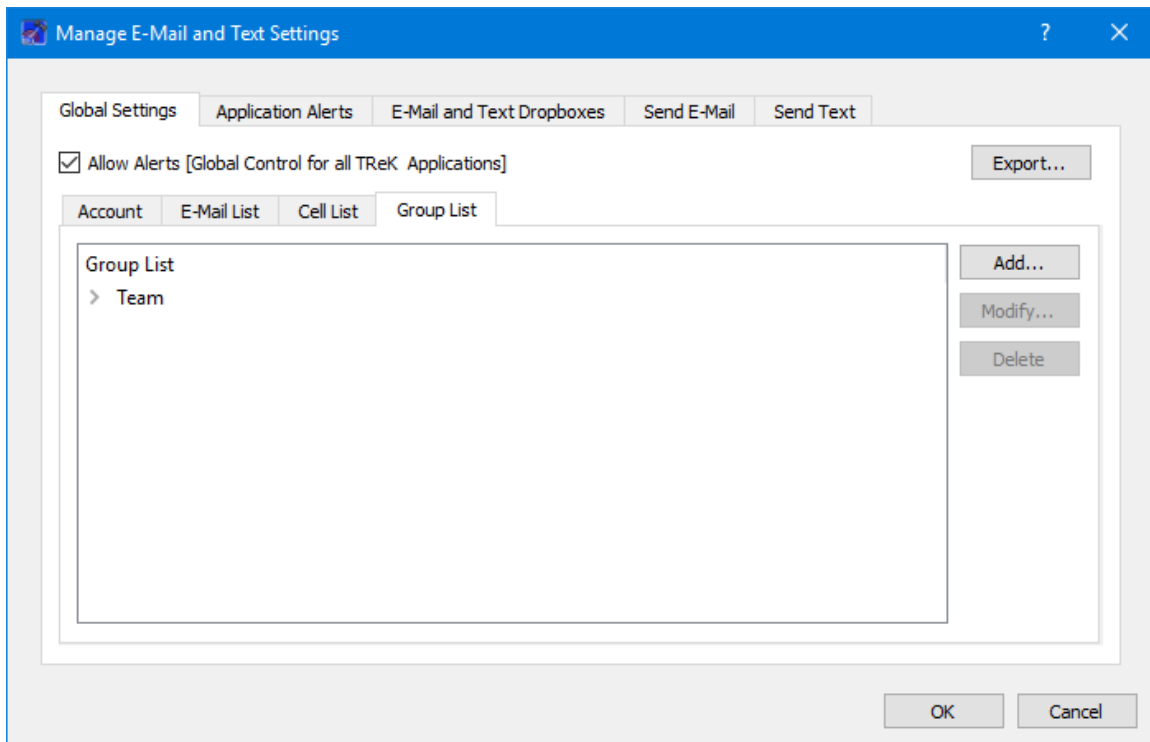 Manage E-Mail and Text Settings ?
Global Settings Application Alerts E-Mail and Text Dropboxes Send E-Mail Send Text
Allow Alerts [Global Control for all TReK Applications] Export...
Account E-Mail List Cell List Group List
Group List Add...
Team Modify...
Delete
OK Cancel